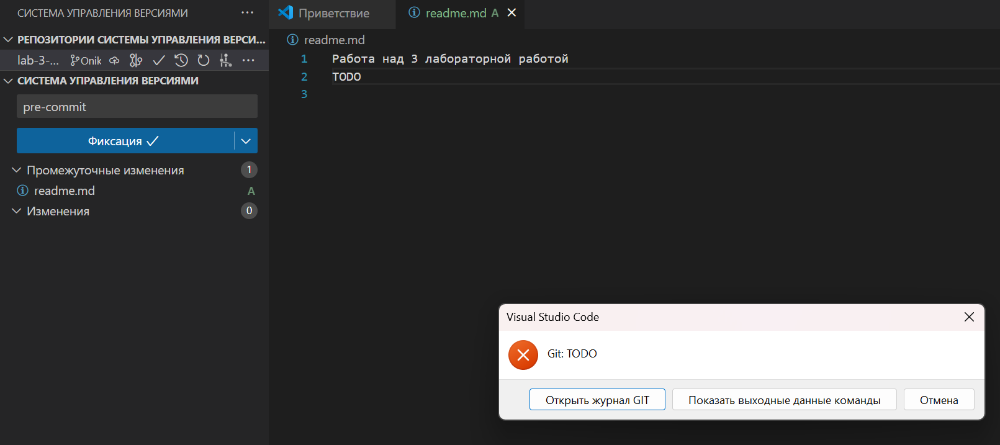 СИСТЕМА УПРАВЛЕНИЯ ВЕРСИЯМИ
РЕПОЗИТОРИИ СИСТЕМЫ УПРАВЛЕНИЯ ВЕРСИ...
lab-3-... Onik
СИСТЕМА УПРАВЛЕНИЯ ВЕРСИЯМИ
pre-commit
Фиксация
Промежуточные изменения 1
readme.md A
Изменения 0
Приветствие readme.md A
readme.md
1 Работа над 3 лабораторной работой
2 TODO
3
Visual Studio Code
Git: TODO
Открыть журнал GIT Показать выходные данные команды Отмена